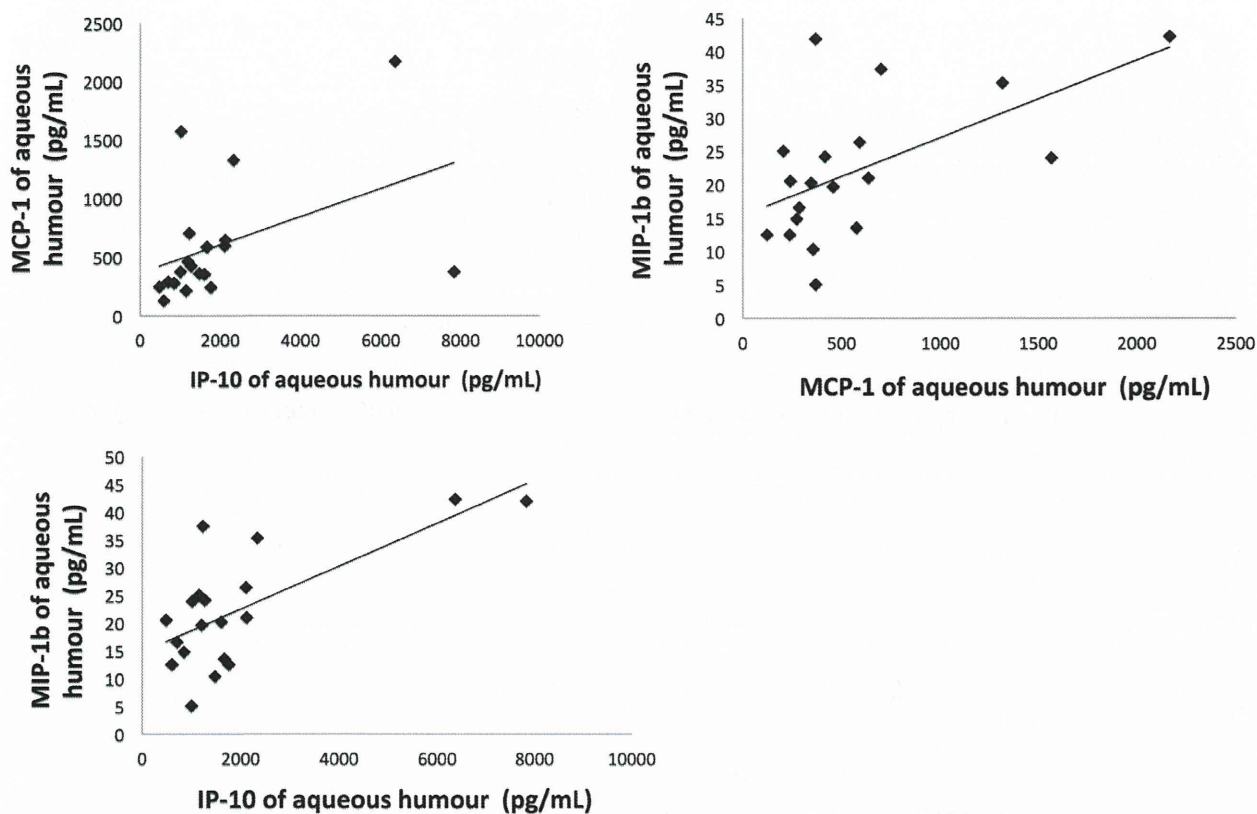 2500
2000
1500
1000
500
0
MCP-1 of aqueous
humour (pg/mL)
0 2000 4000 6000 8000 10000
IP-10 of aqueous humour (pg/mL)
45
40
35
30
25
20
15
10
5
0
MIP-1b of aqueous
humour (pg/mL)
0 500 1000 1500 2000 2500
MCP-1 of aqueous humour (pg/mL)
50
45
40
35
30
25
20
15
10
5
0
MIP-1b of aqueous
humour (pg/mL)
0 2000 4000 6000 8000 10000
IP-10 of aqueous humour (pg/mL)